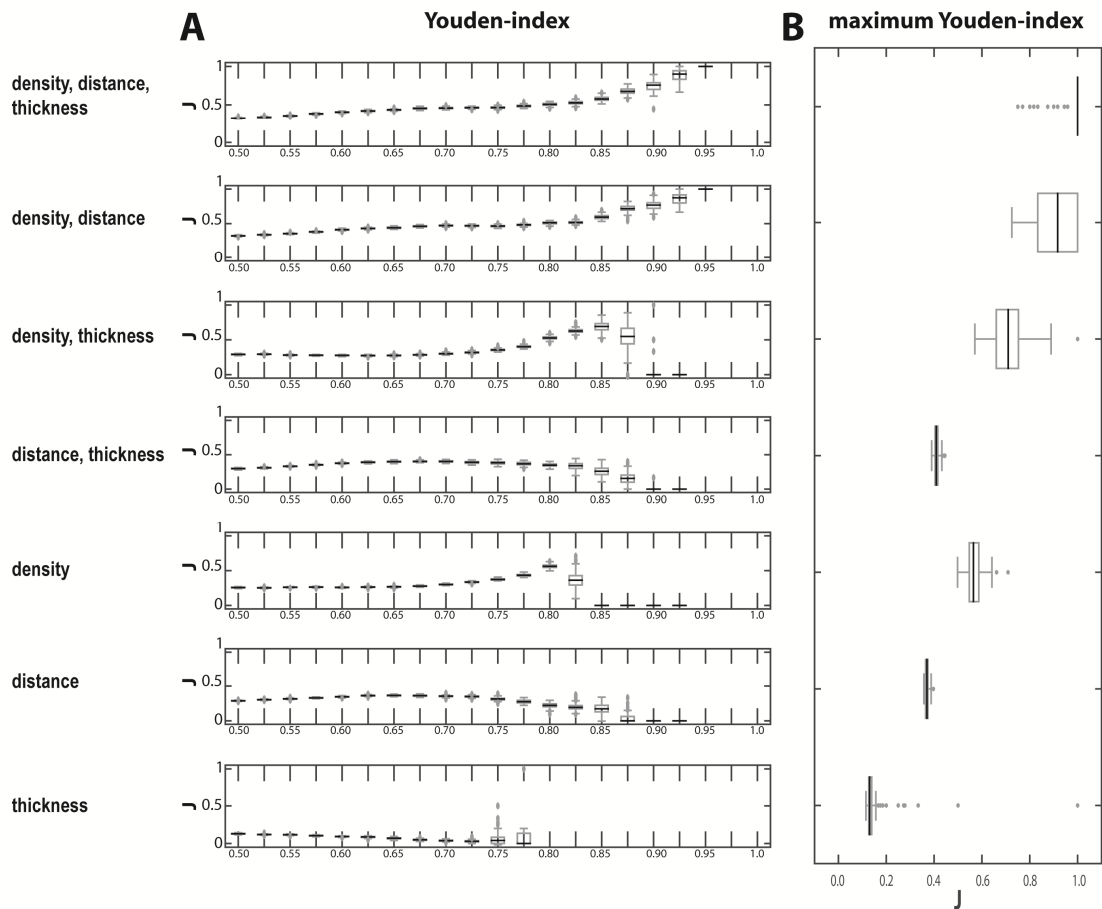 A Youden-index
B maximum Youden-index
density, distance,
thickness
J
1
0.5
0
0.50 0.55 0.60 0.65 0.70 0.75 0.80 0.85 0.90 0.95 1.0
density, distance
J
1
0.5
0
0.50 0.55 0.60 0.65 0.70 0.75 0.80 0.85 0.90 0.95 1.0
density, thickness
J
1
0.5
0
0.50 0.55 0.60 0.65 0.70 0.75 0.80 0.85 0.90 0.95 1.0
distance, thickness
J
1
0.5
0
0.50 0.55 0.60 0.65 0.70 0.75 0.80 0.85 0.90 0.95 1.0
density
J
1
0.5
0
0.50 0.55 0.60 0.65 0.70 0.75 0.80 0.85 0.90 0.95 1.0
distance
J
1
0.5
0
0.50 0.55 0.60 0.65 0.70 0.75 0.80 0.85 0.90 0.95 1.0
thickness
J
1
0.5
0
0.50 0.55 0.60 0.65 0.70 0.75 0.80 0.85 0.90 0.95 1.0
0.0 0.2 0.4 0.6 0.8 1.0
J